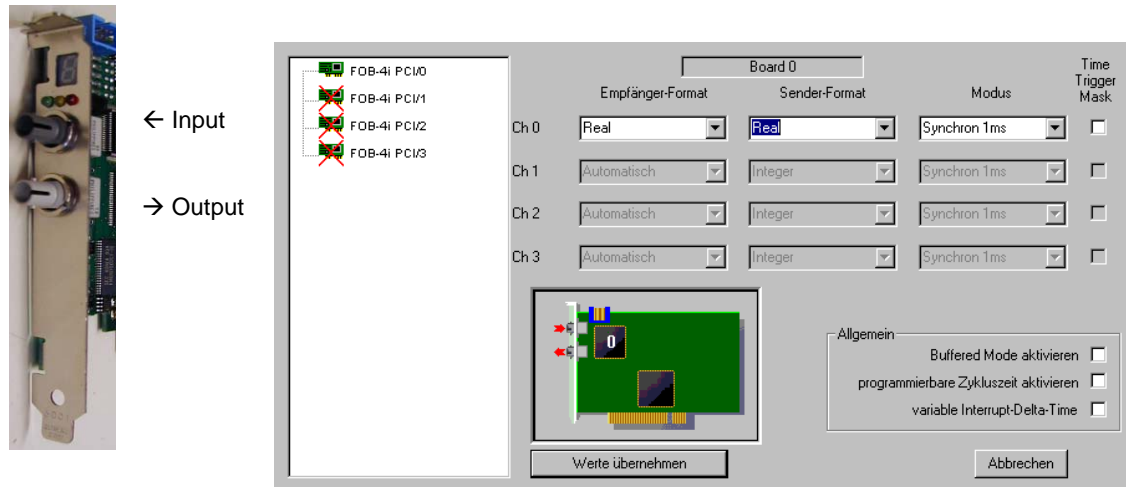 ← Input
→ Output
FOB-4i PCI/0
FOB-4i PCI/1
FOB-4i PCI/2
FOB-4i PCI/3
Board 0
Time
Trigger
Mask
Empfänger-Format Sender-Format Modus
Ch 0 Real Real Synchron 1ms
Ch 1 Automatisch Integer Synchron 1ms
Ch 2 Automatisch Integer Synchron 1ms
Ch 3 Automatisch Integer Synchron 1ms
0
Allgemein
Buffered Mode aktivieren
programmierbare Zykluszeit aktivieren
variable Interrupt-Delta-Time
Werte übernehmen Abbrechen